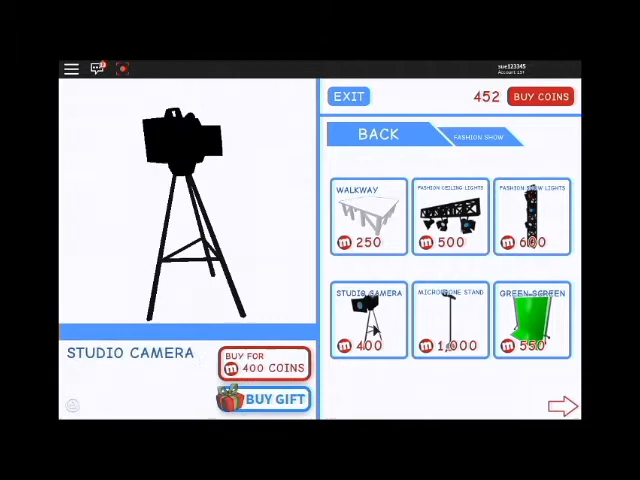 EXIT
452
BUY COINS
BACK
FASHION SHOW
WALKWAY
250
FASHION CEILING LIGHTS
500
FASHION SHOW LIGHTS
600
STUDIO CAMERA
400
MICROPHONE STAND
1,000
GREEN-SCREEN
550
STUDIO CAMERA
BUY FOR
400 COINS
BUY GIFT